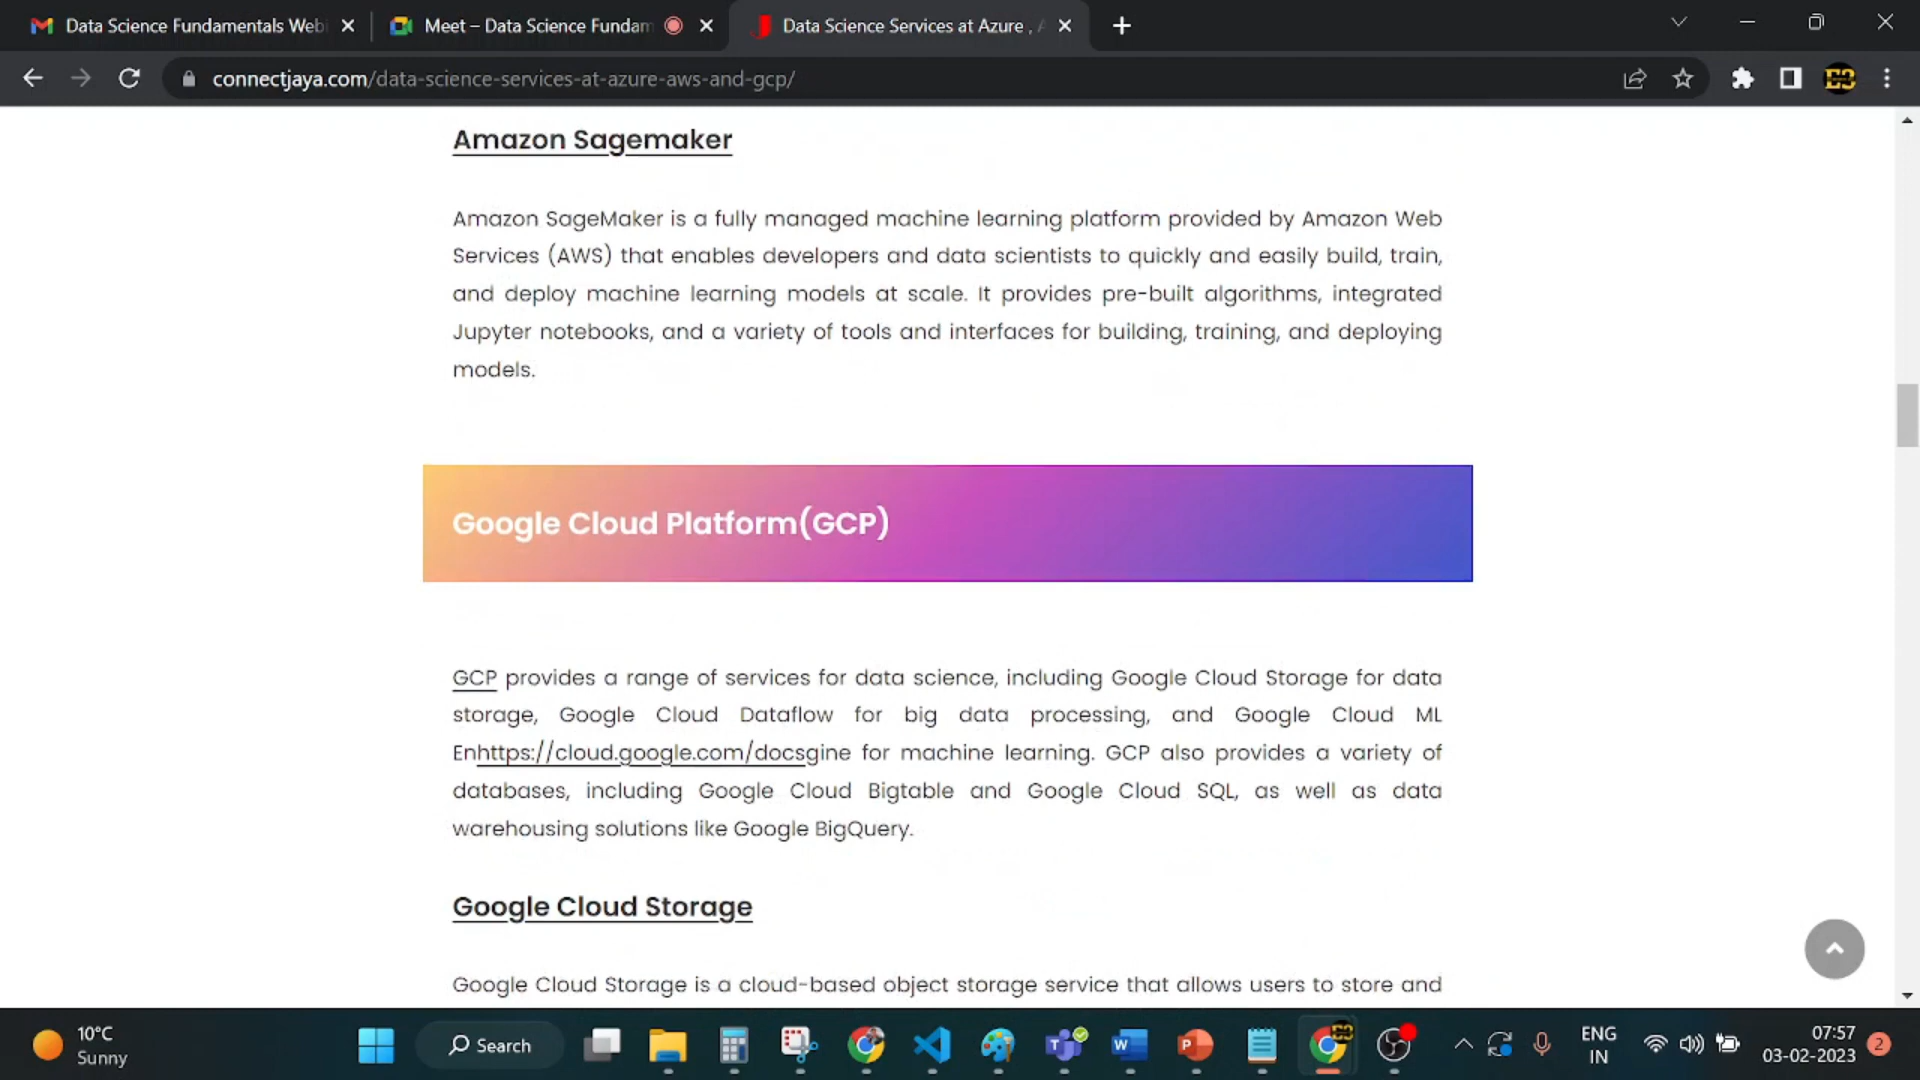 Data Science Fundamentals Webi
Meet – Data Science Fundam
Data Science Services at Azure , A
connectjaya.com/data-science-services-at-azure-aws-and-gcp/
Amazon Sagemaker
Amazon SageMaker is a fully managed machine learning platform provided by Amazon Web
Services (AWS) that enables developers and data scientists to quickly and easily build, train,
and deploy machine learning models at scale. It provides pre-built algorithms, integrated
Jupyter notebooks, and a variety of tools and interfaces for building, training, and deploying
models.
Google Cloud Platform(GCP)
GCP provides a range of services for data science, including Google Cloud Storage for data
storage, Google Cloud Dataflow for big data processing, and Google Cloud ML
Enhttps://cloud.google.com/docsgine for machine learning. GCP also provides a variety of
databases, including Google Cloud Bigtable and Google Cloud SQL, as well as data
warehousing solutions like Google BigQuery.
Google Cloud Storage
Google Cloud Storage is a cloud-based object storage service that allows users to store and
10°C
Sunny
Search
ENG
IN
07:57
03-02-2023
2